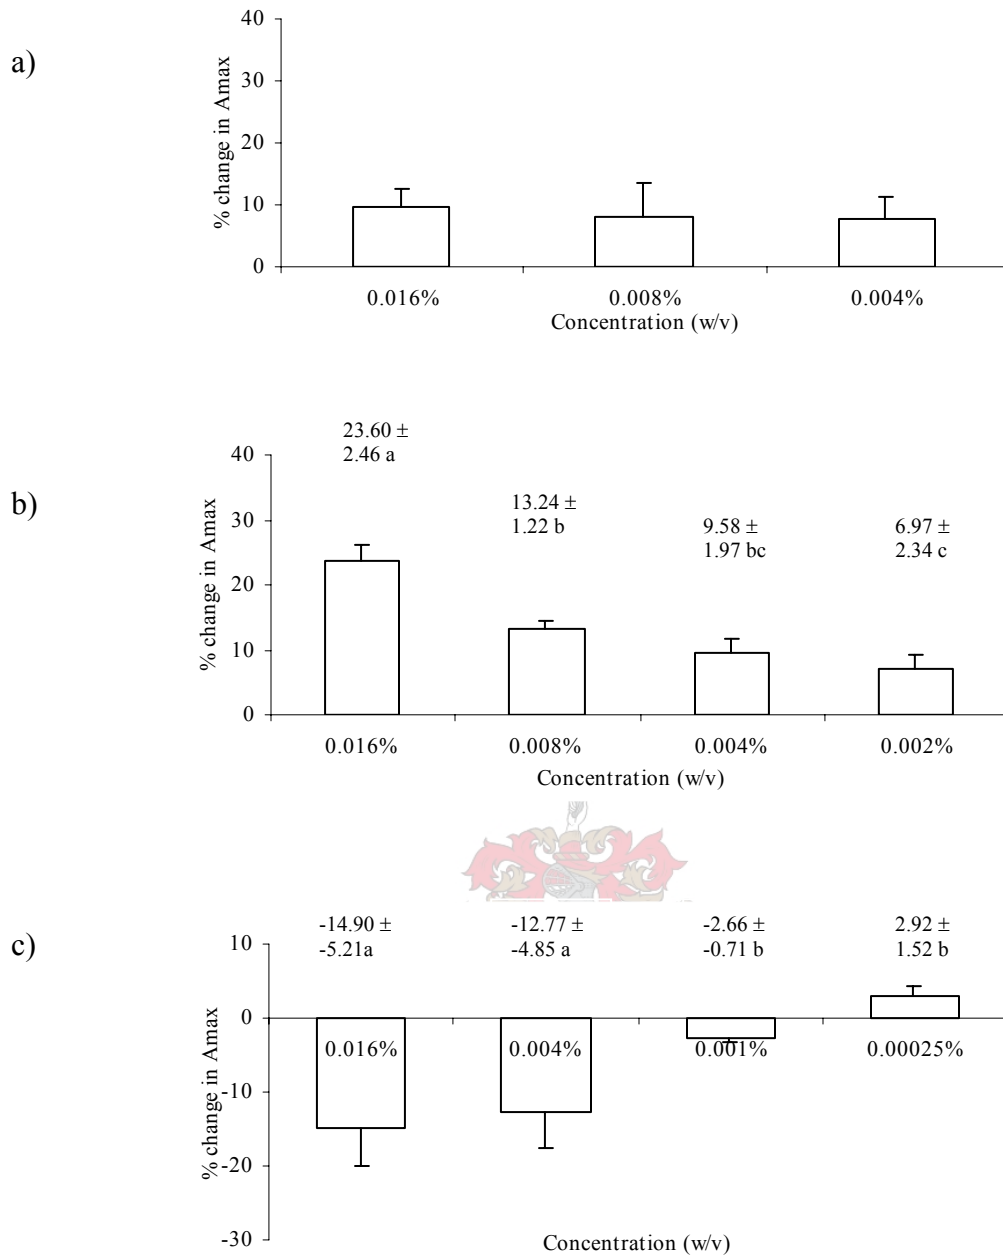 a)
% change in Amax
40
30
20
10
0
0.016% 0.008% 0.004%
Concentration (w/v)
b)
% change in Amax
23.60 ±
2.46 a
13.24 ±
1.22 b
9.58 ±
1.97 bc
6.97 ±
2.34 c
40
30
20
10
0
0.016% 0.008% 0.004% 0.002%
Concentration (w/v)
c)
% change in Amax
-14.90 ±
-5.21a
-12.77 ±
-4.85 a
-2.66 ±
-0.71 b
2.92 ±
1.52 b
10
0
-10
-20
-30
0.016% 0.004% 0.001% 0.00025%
Concentration (w/v)